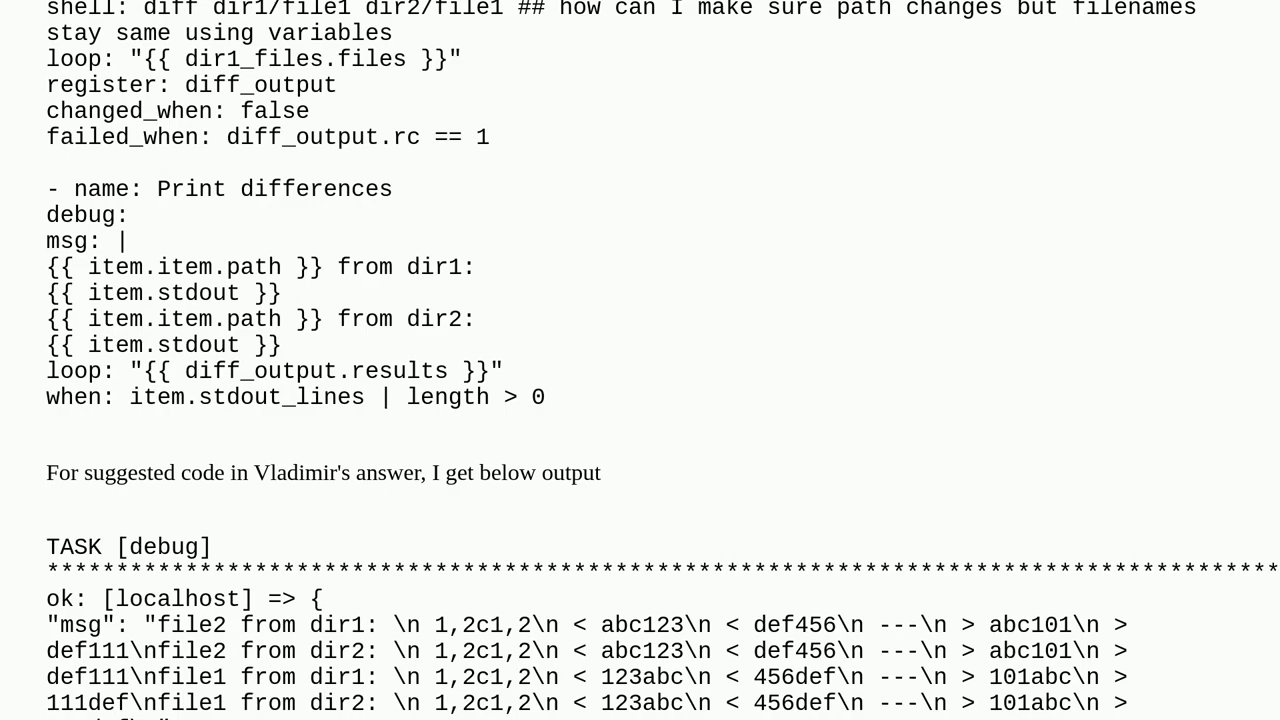 shell: diff dir1/file1 dir2/file1 ## how can I make sure path changes but filenames
stay same using variables
loop: "{{ dir1_files.files }}"
register: diff_output
changed_when: false
failed_when: diff_output.rc == 1
- name: Print differences
debug:
msg: |
{{ item.item.path }} from dir1:
{{ item.stdout }}
{{ item.item.path }} from dir2:
{{ item.stdout }}
loop: "{{ diff_output.results }}"
when: item.stdout_lines | length > 0
For suggested code in Vladimir's answer, I get below output
TASK [debug]
*****************************************************************************************
ok: [localhost] => {
"msg": "file2 from dir1: \n 1,2c1,2\n < abc123\n < def456\n ---\n > abc101\n >
def111\nfile2 from dir2: \n 1,2c1,2\n < abc123\n < def456\n ---\n > abc101\n >
def111\nfile1 from dir1: \n 1,2c1,2\n < 123abc\n < 456def\n ---\n > 101abc\n >
111def\nfile1 from dir2: \n 1,2c1,2\n < 123abc\n < 456def\n ---\n > 101abc\n >